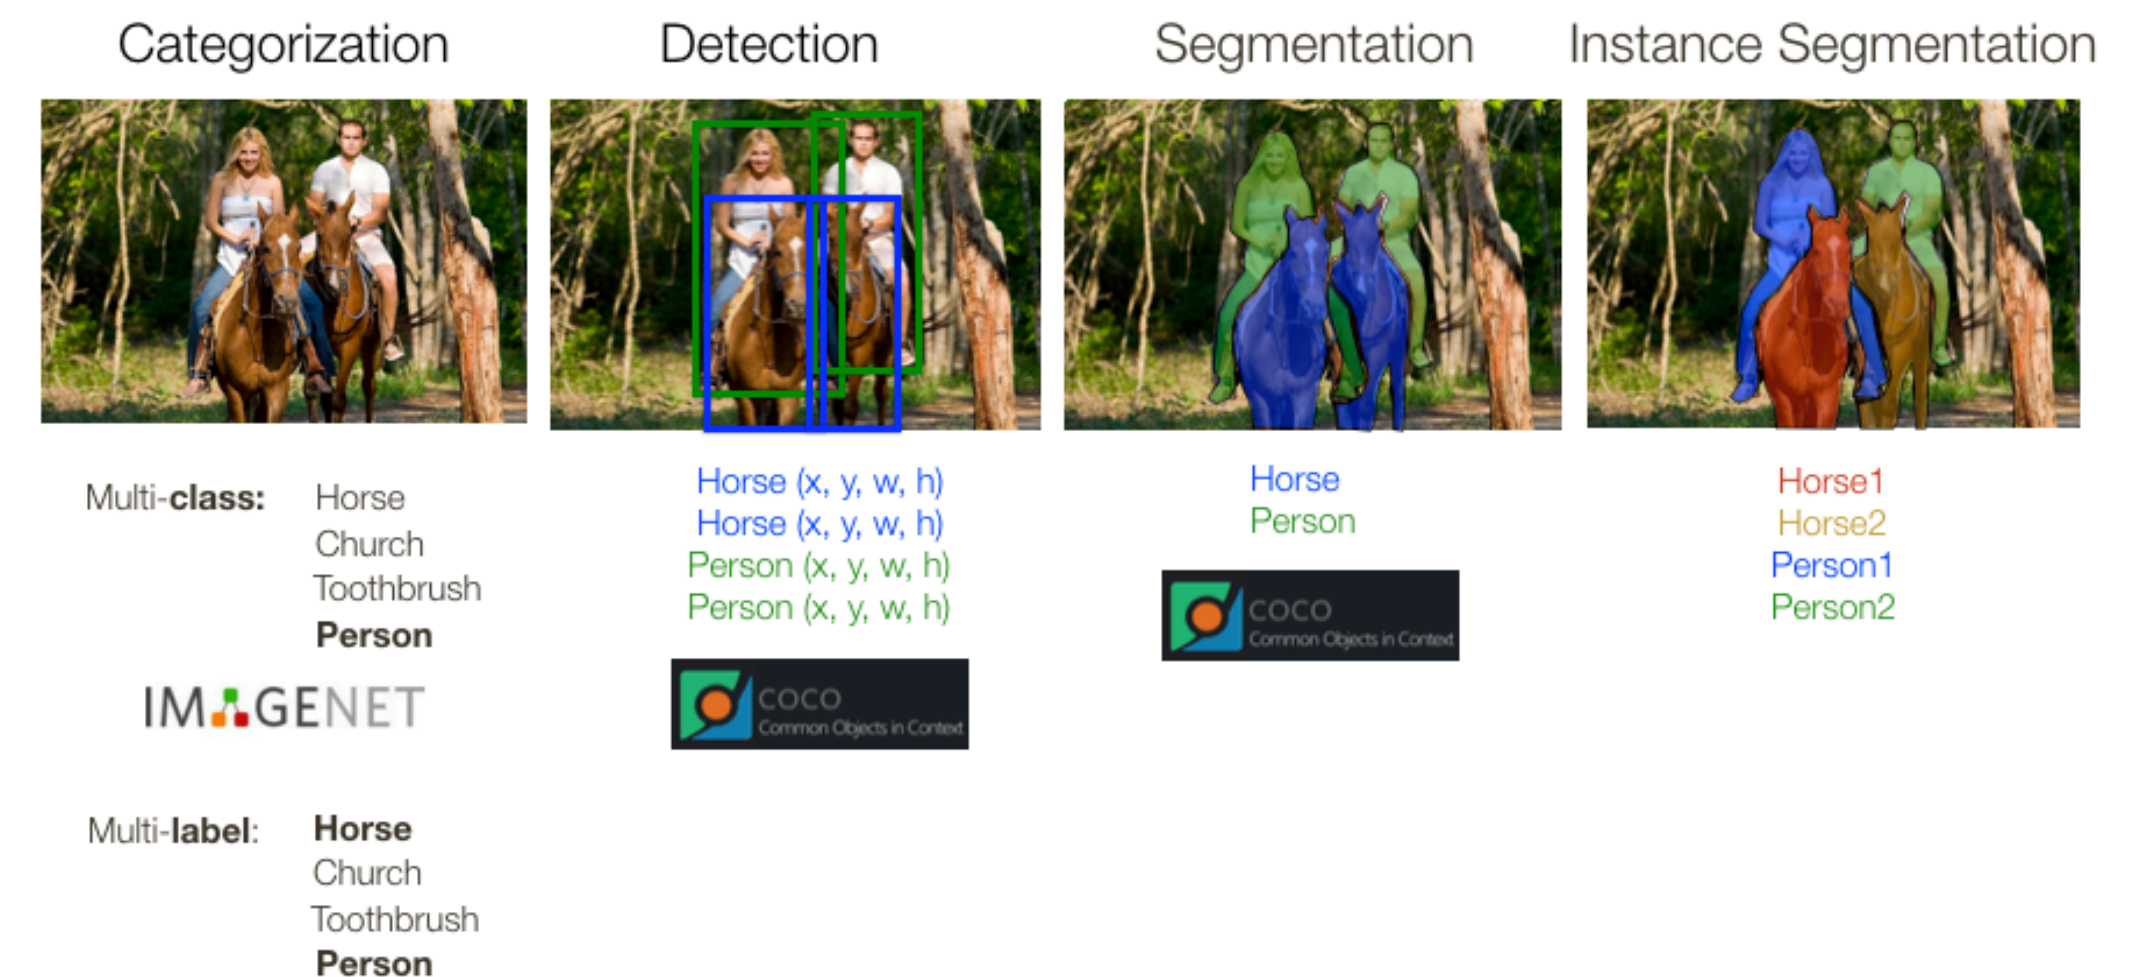 Categorization
Multi-class: Horse
Church
Toothbrush
Person
IMAGENET
Multi-label: Horse
Church
Toothbrush
Person
Detection
Horse (x, y, w, h)
Horse (x, y, w, h)
Person (x, y, w, h)
Person (x, y, w, h)
COCO
Common Objects in Context
Segmentation
Horse
Person
COCO
Common Objects in Context
Instance Segmentation
Horse1
Horse2
Person1
Person2